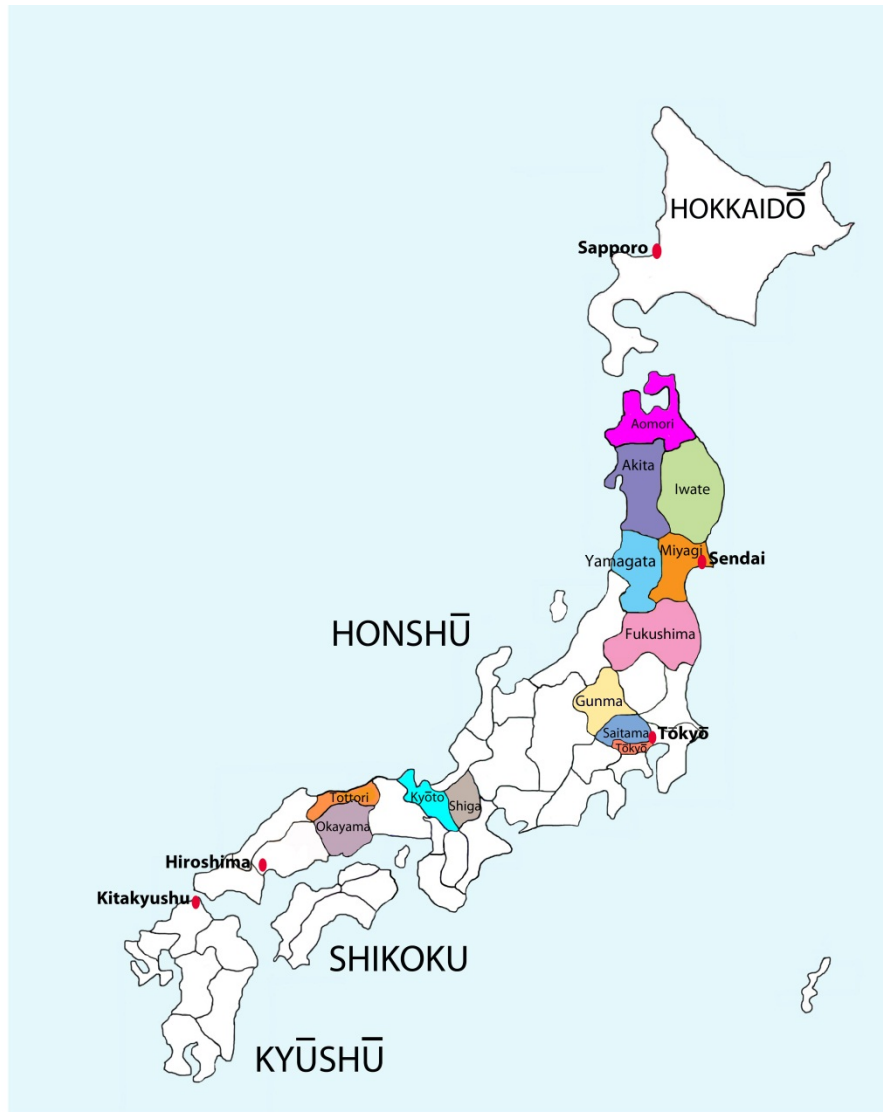 HOKKAIDŌ
Sapporo
Aomori
Akita
Iwate
Miyagi
Yamagata
Sendai
HONSHŪ
Fukushima
Gunma
Saitama
Tōkyō
Tōkyō
Tottori
Kyōto
Shiga
Okayama
Hiroshima
Kitakyushu
SHIKOKU
KYŪSHŪ